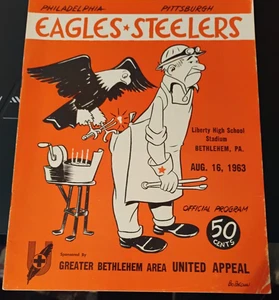 PHILADELPHIA PITTSBURGH
EAGLES★STEELERS
Liberty High School
Stadium
BETHLEHEM, PA.
AUG. 16, 1963
OFFICIAL PROGRAM
50
CENTS
Sponsored by
GREATER BETHLEHEM AREA UNITED APPEAL